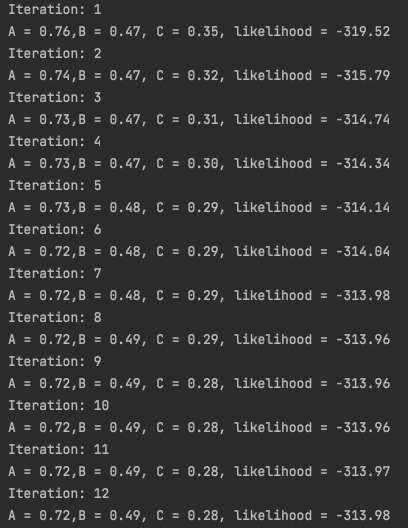 Iteration: 1
A = 0.76,B = 0.47, C = 0.35, likelihood = -319.52
Iteration: 2
A = 0.74,B = 0.47, C = 0.32, likelihood = -315.79
Iteration: 3
A = 0.73,B = 0.47, C = 0.31, likelihood = -314.74
Iteration: 4
A = 0.73,B = 0.47, C = 0.30, likelihood = -314.34
Iteration: 5
A = 0.73,B = 0.48, C = 0.29, likelihood = -314.14
Iteration: 6
A = 0.72,B = 0.48, C = 0.29, likelihood = -314.04
Iteration: 7
A = 0.72,B = 0.48, C = 0.29, likelihood = -313.98
Iteration: 8
A = 0.72,B = 0.49, C = 0.29, likelihood = -313.96
Iteration: 9
A = 0.72,B = 0.49, C = 0.28, likelihood = -313.96
Iteration: 10
A = 0.72,B = 0.49, C = 0.28, likelihood = -313.96
Iteration: 11
A = 0.72,B = 0.49, C = 0.28, likelihood = -313.97
Iteration: 12
A = 0.72,B = 0.49, C = 0.28, likelihood = -313.98